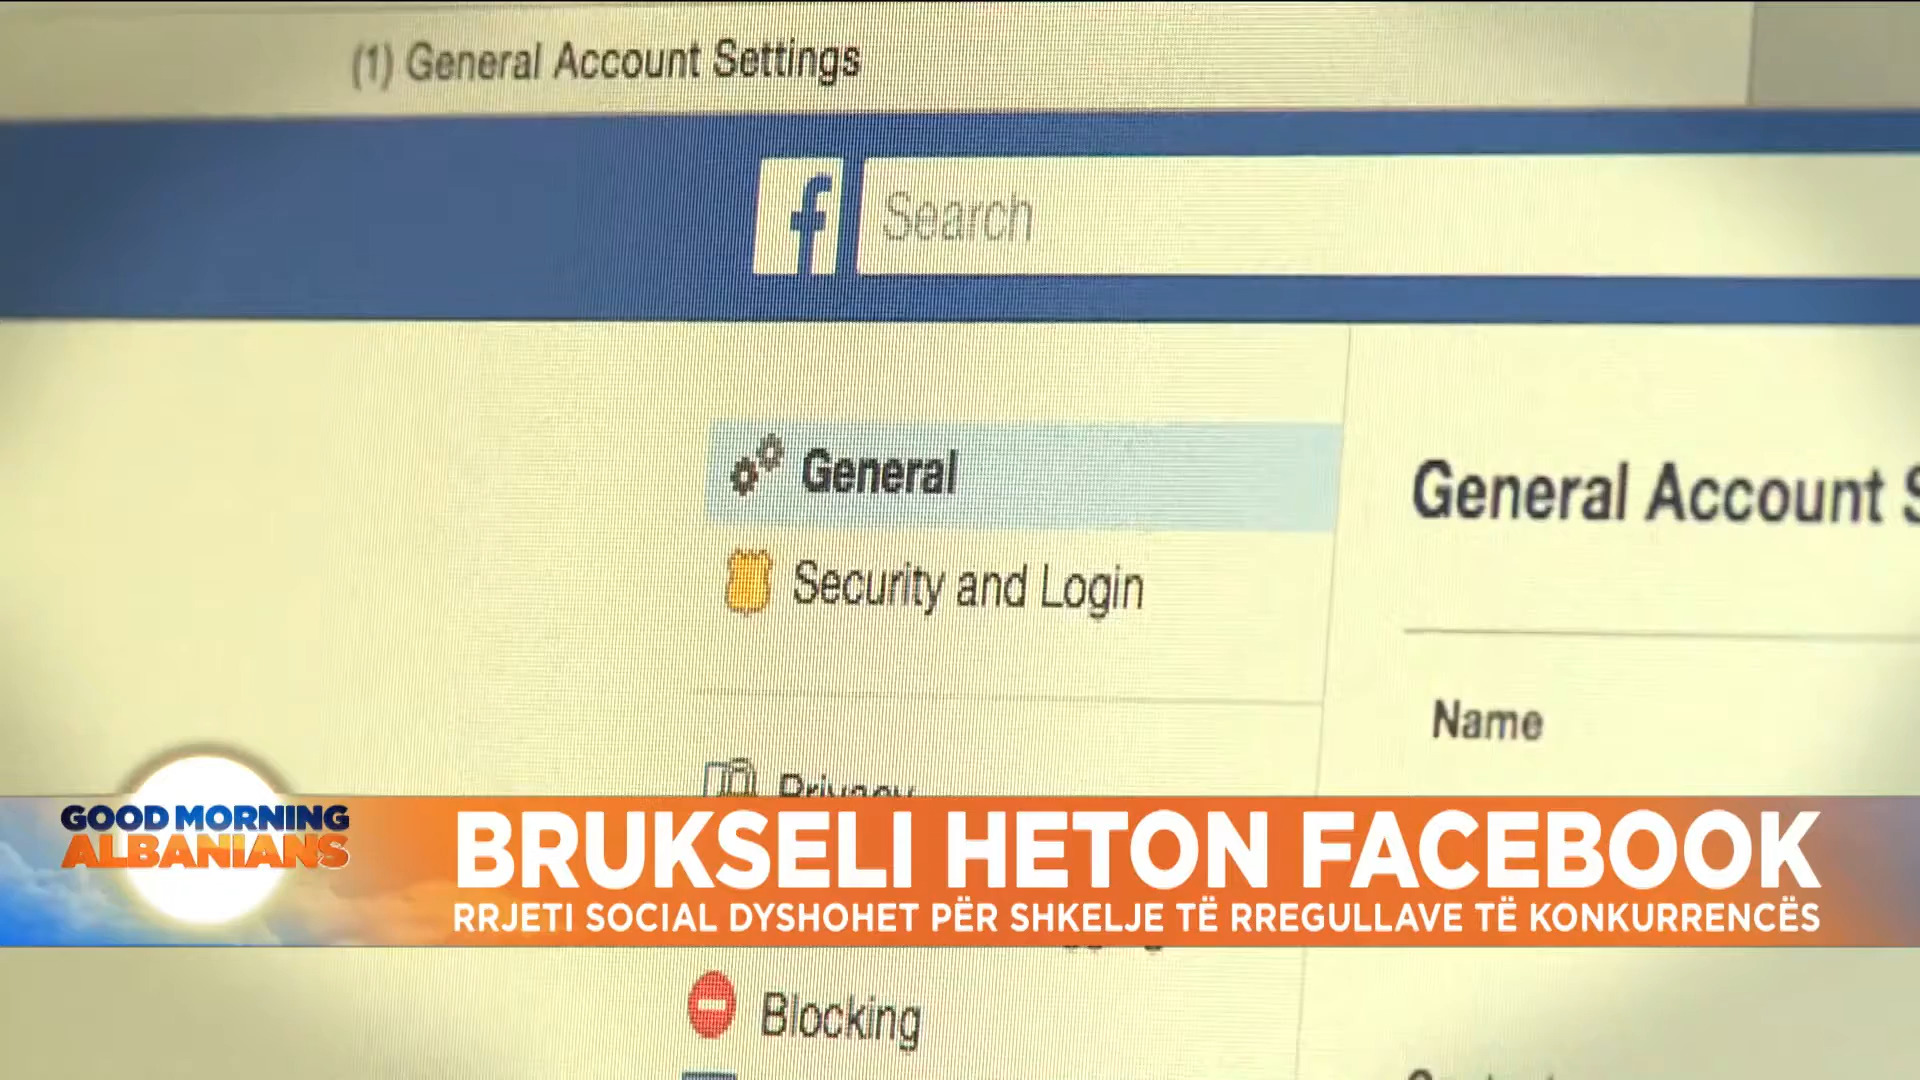 (1) General Account Settings
f
Search
General
General Account S
Security and Login
Name
Privacy
GOOD MORNING
ALBANIANS
BRUKSELI HETON FACEBOOK
RRJETI SOCIAL DYSHOHET PËR SHKELJE TË RREGULLAVE TË KONKURRENCËS
Blocking